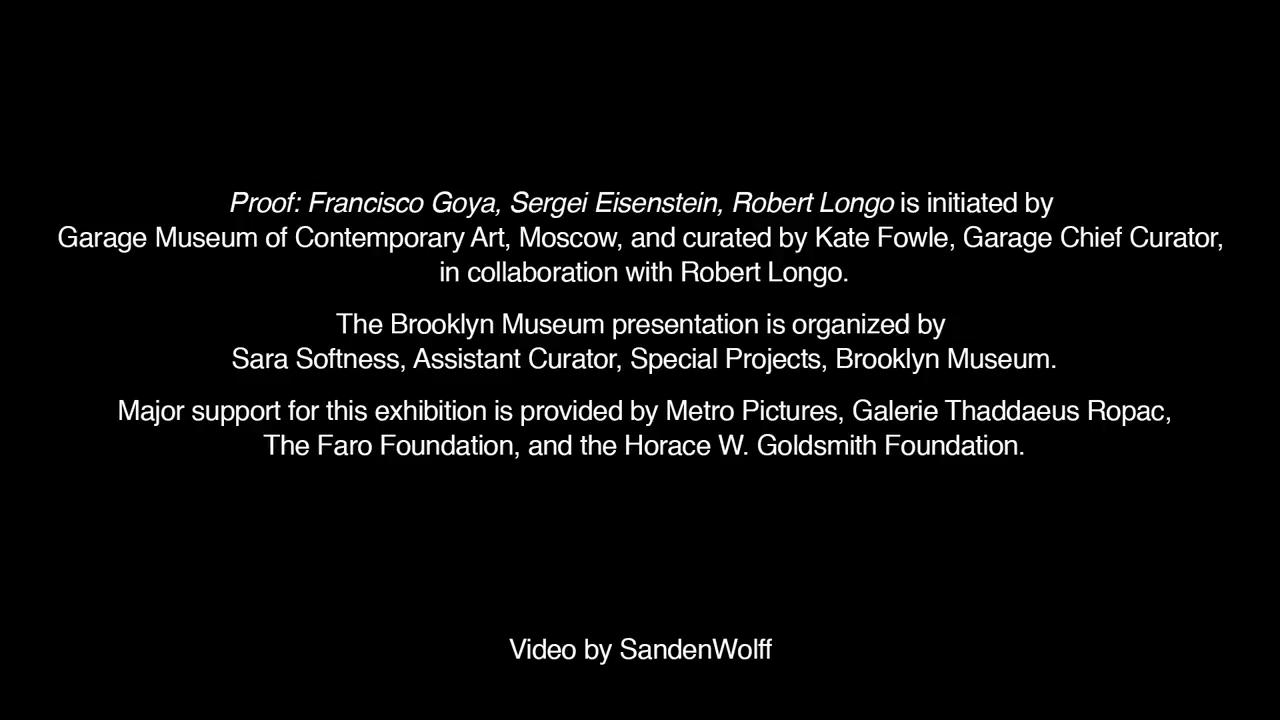 Proof: Francisco Goya, Sergei Eisenstein, Robert Longo is initiated by
Garage Museum of Contemporary Art, Moscow, and curated by Kate Fowle, Garage Chief Curator,
in collaboration with Robert Longo.
The Brooklyn Museum presentation is organized by
Sara Softness, Assistant Curator, Special Projects, Brooklyn Museum.
Major support for this exhibition is provided by Metro Pictures, Galerie Thaddaeus Ropac,
The Faro Foundation, and the Horace W. Goldsmith Foundation.
Video by SandenWolff